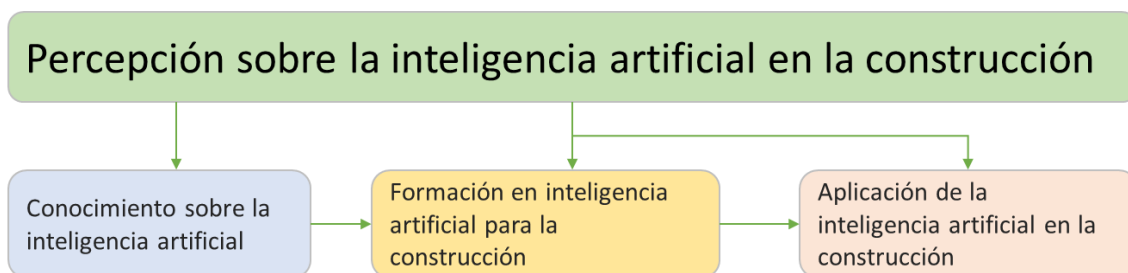 Percepción sobre la inteligencia artificial en la construcción
Conocimiento sobre la
inteligencia artificial
Formación en inteligencia
artificial para la
construcción
Aplicación de la
inteligencia artificial en la
construcción